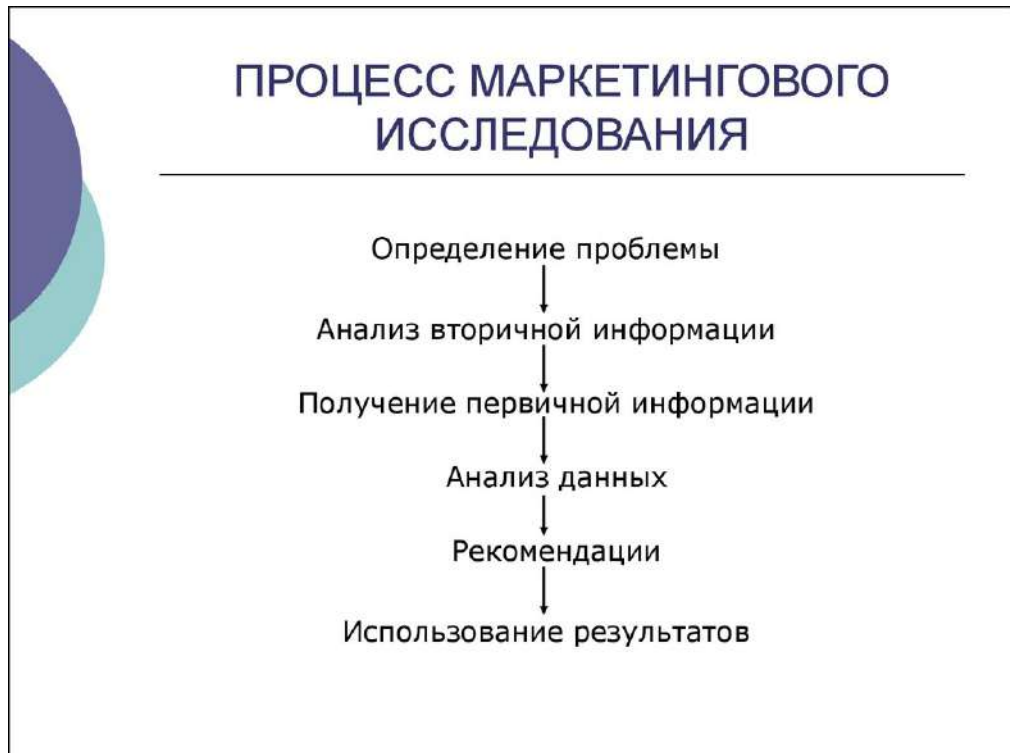 ПРОЦЕСС МАРКЕТИНГОВОГО
ИССЛЕДОВАНИЯ
Определение проблемы
Анализ вторичной информации
Получение первичной информации
Анализ данных
Рекомендации
Использование результатов